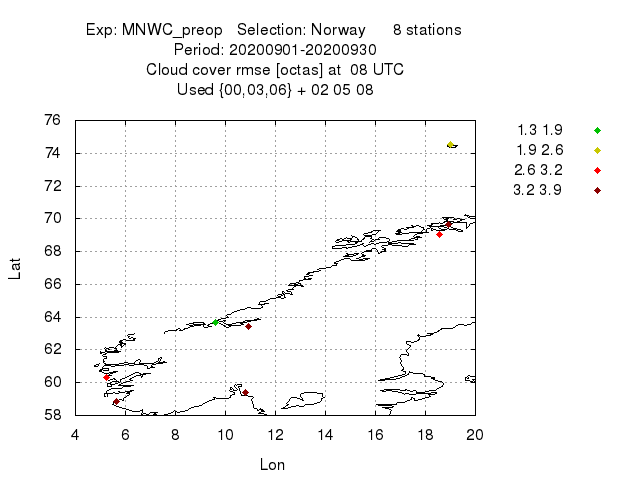 Exp: MNWC_preop   Selection: Norway      8 stations
Period: 20200901-20200930
Cloud cover rmse [octas] at  08 UTC
Used {00,03,06} + 02 05 08
76
74
72
70
68
66
64
62
60
58
Lat
4 6 8 10 12 14 16 18 20
Lon
1.3 1.9
1.9 2.6
2.6 3.2
3.2 3.9